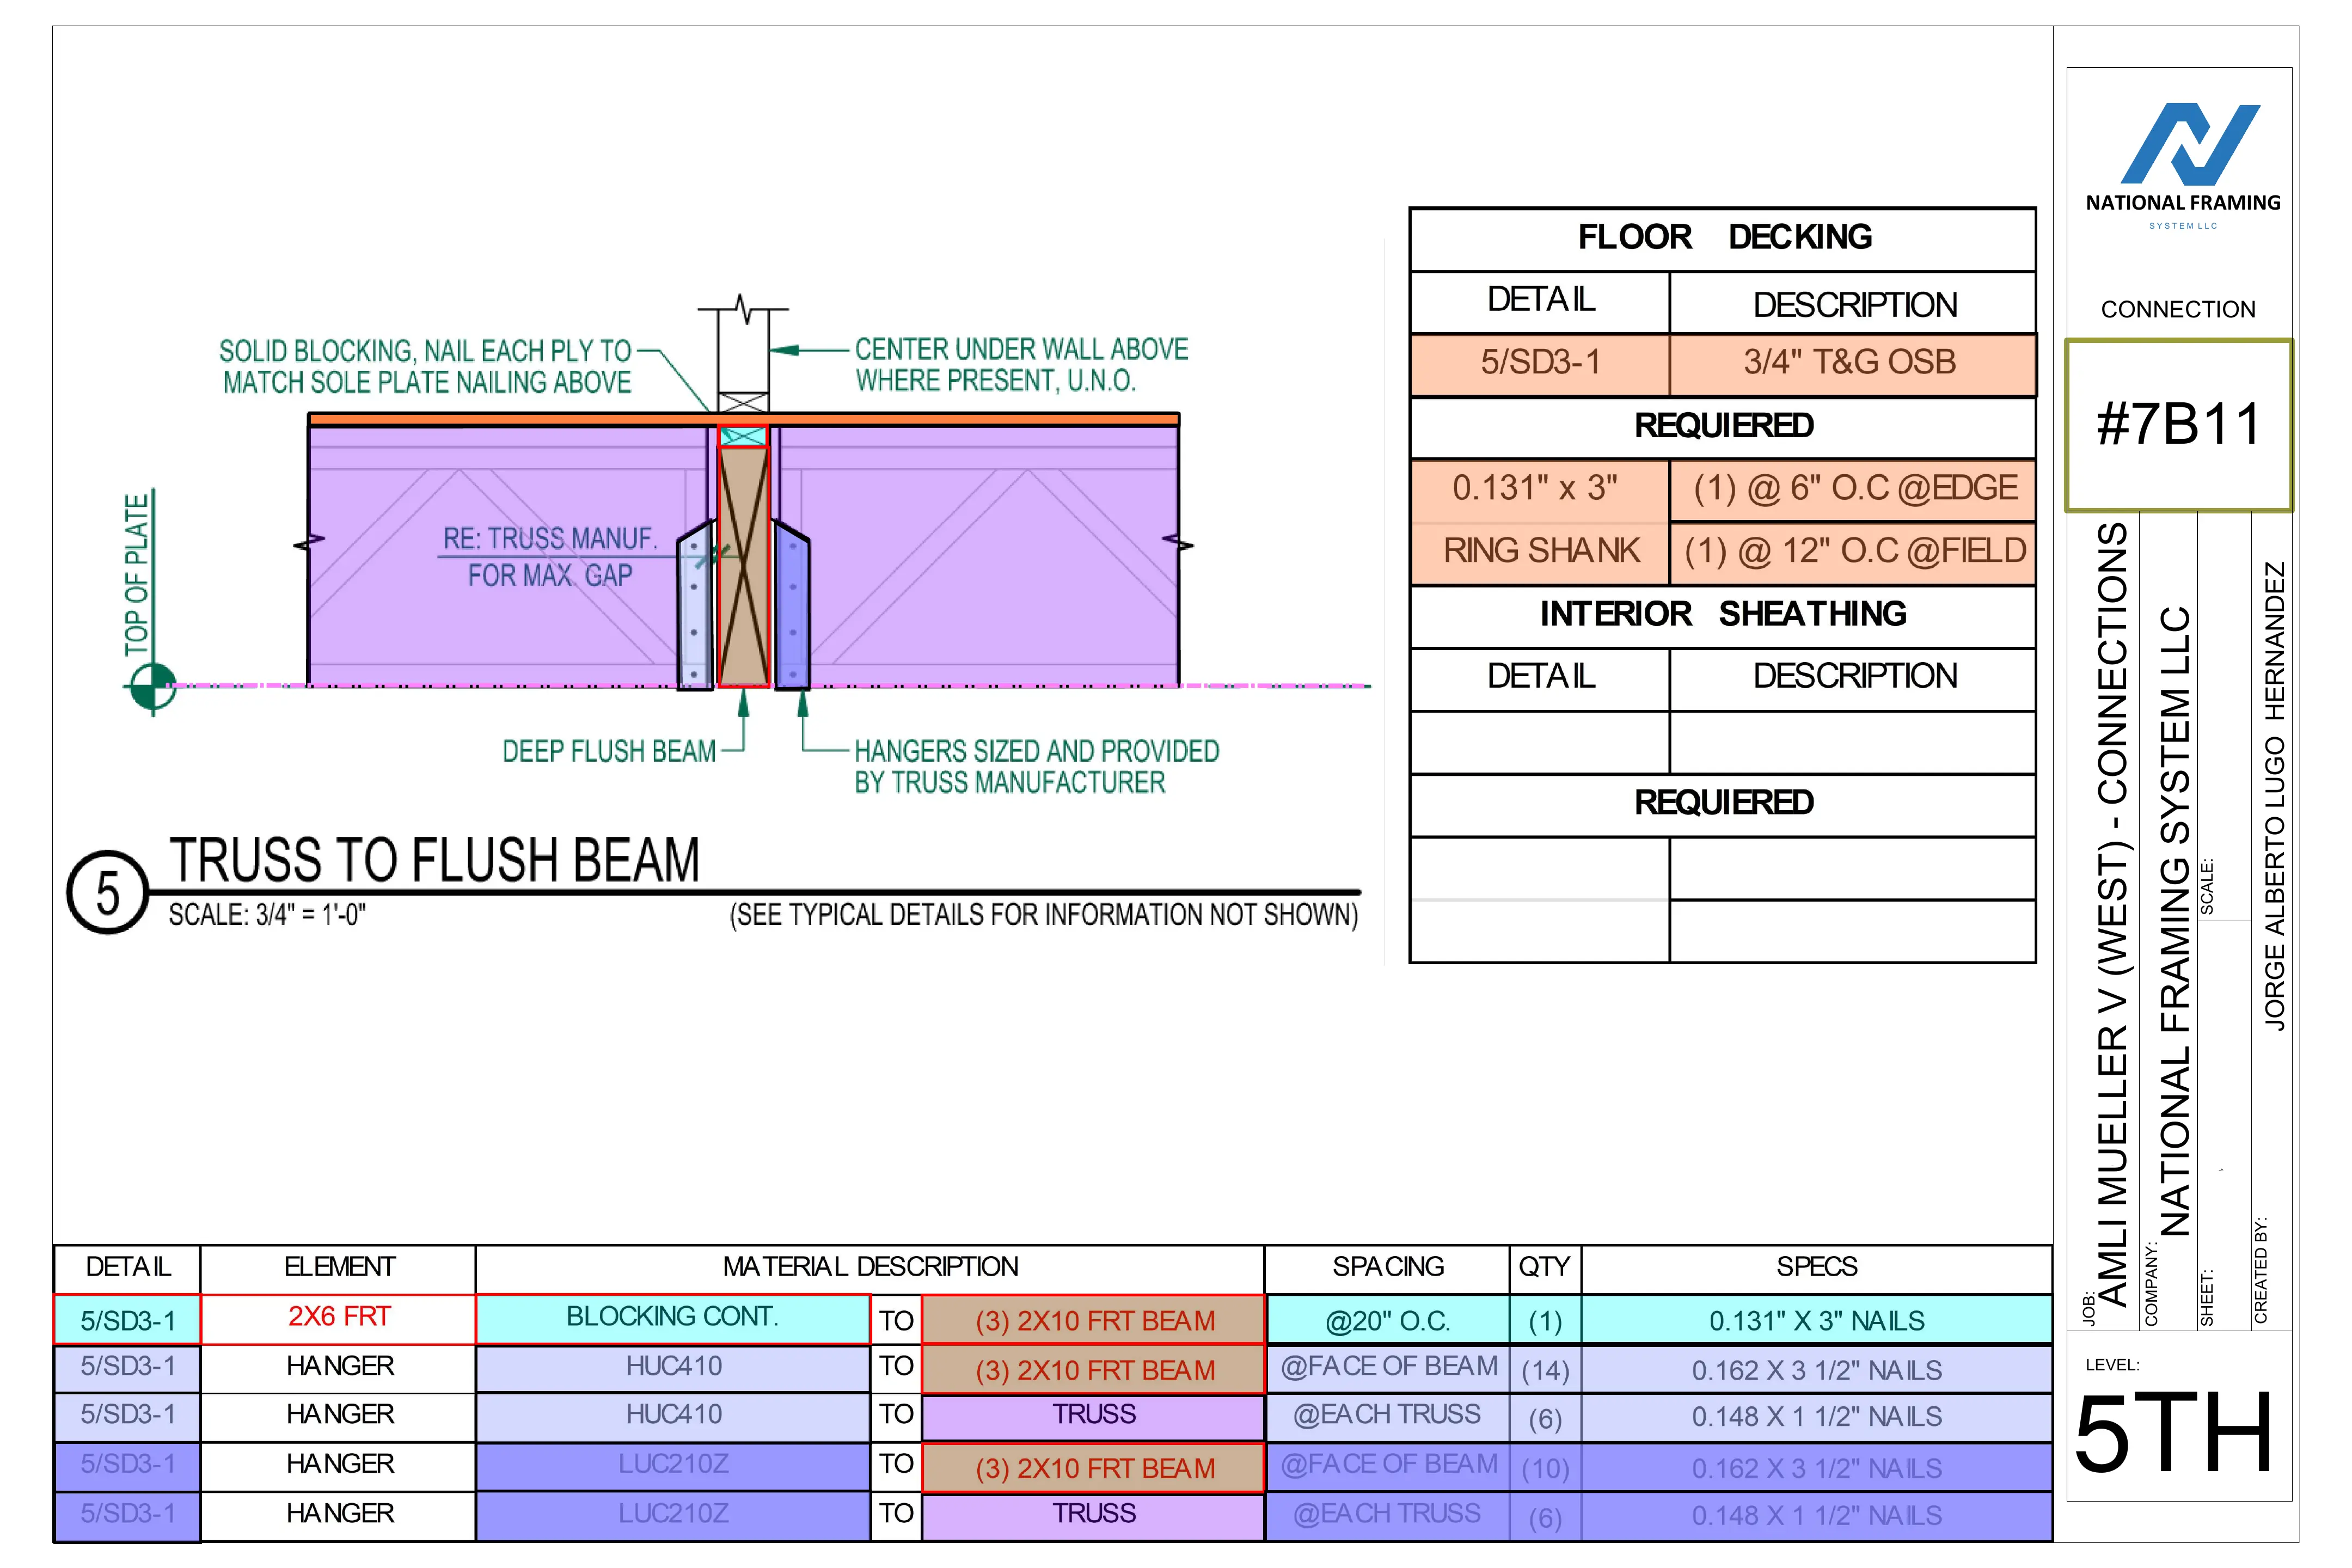 SOLID BLOCKING, NAIL EACH PLY TO
MATCH SOLE PLATE NAILING ABOVE
CENTER UNDER WALL ABOVE
WHERE PRESENT, U.N.O.
TOP OF PLATE
RE: TRUSS MANUF.
FOR MAX. GAP
DEEP FLUSH BEAM
HANGERS SIZED AND PROVIDED
BY TRUSS MANUFACTURER
5
TRUSS TO FLUSH BEAM
SCALE: 3/4" = 1'-0"
(SEE TYPICAL DETAILS FOR INFORMATION NOT SHOWN)
FLOOR DECKING
DETAIL DESCRIPTION
5/SD3-1 3/4" T&G OSB
REQUIERED
0.131" x 3" (1) @ 6" O.C @EDGE
RING SHANK (1) @ 12" O.C @FIELD
INTERIOR SHEATHING
DETAIL DESCRIPTION
REQUIERED
DETAIL ELEMENT MATERIAL DESCRIPTION SPACING QTY SPECS
5/SD3-1 2X6 FRT BLOCKING CONT. TO (3) 2X10 FRT BEAM @20" O.C. (1) 0.131" X 3" NAILS
5/SD3-1 HANGER HUC410 TO (3) 2X10 FRT BEAM @FACE OF BEAM (14) 0.162 X 3 1/2" NAILS
5/SD3-1 HANGER HUC410 TO TRUSS @EACH TRUSS (6) 0.148 X 1 1/2" NAILS
5/SD3-1 HANGER LUC210Z TO (3) 2X10 FRT BEAM @FACE OF BEAM (10) 0.162 X 3 1/2" NAILS
5/SD3-1 HANGER LUC210Z TO TRUSS @EACH TRUSS (6) 0.148 X 1 1/2" NAILS
NATIONAL FRAMING
SYSTEM LLC
CONNECTION
#7B11
JOB:
AMLI MUELLER V (WEST) - CONNECTIONS
COMPANY:
NATIONAL FRAMING SYSTEM LLC
SCALE:
SHEET:
CREATED BY:
JORGE ALBERTO LUGO HERNANDEZ
LEVEL:
5TH